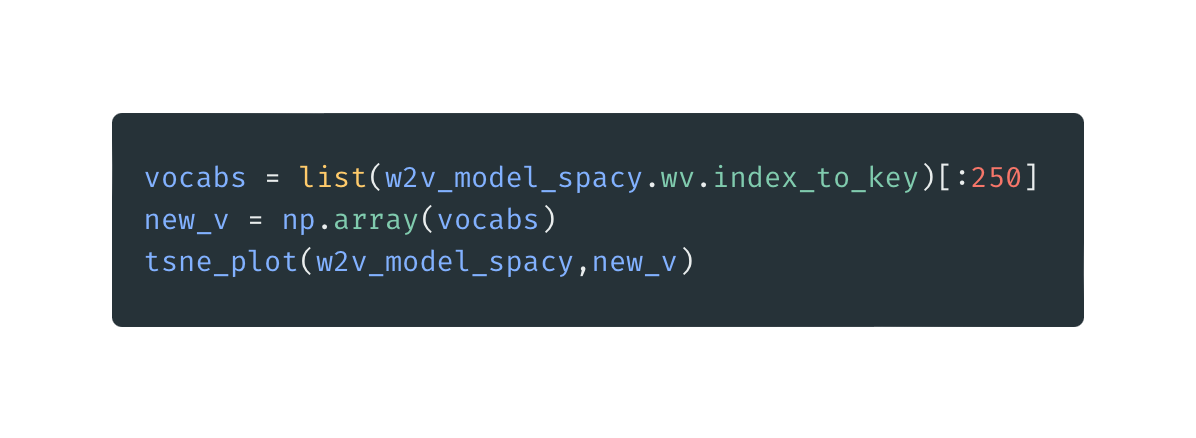 vocabs = list(w2v_model_spacy.wv.index_to_key)[:250]
new_v = np.array(vocabs)
tsne_plot(w2v_model_spacy,new_v)